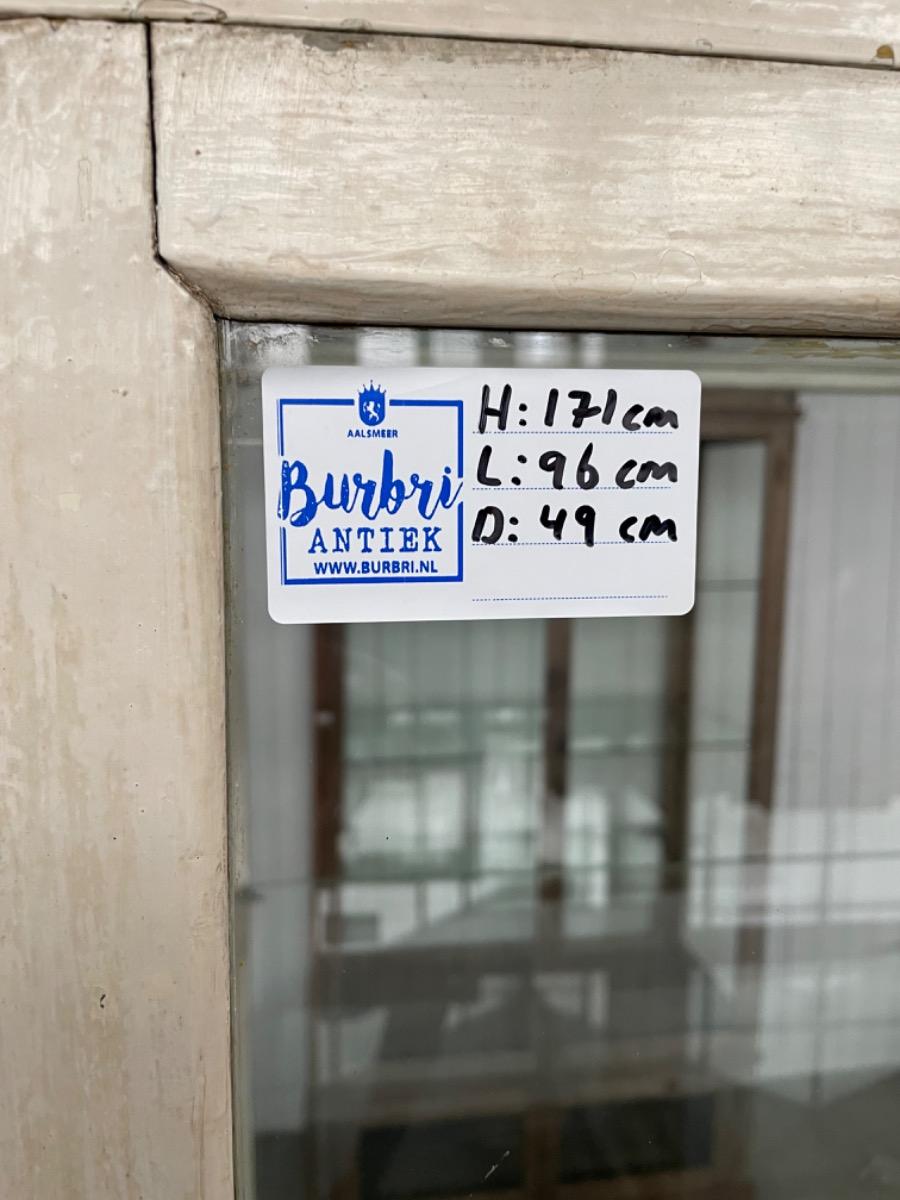 AALSMEER
Burbri
ANTIEK
WWW.BURBRI.NL
H: 171 cm
L: 96 cm
D: 49 cm